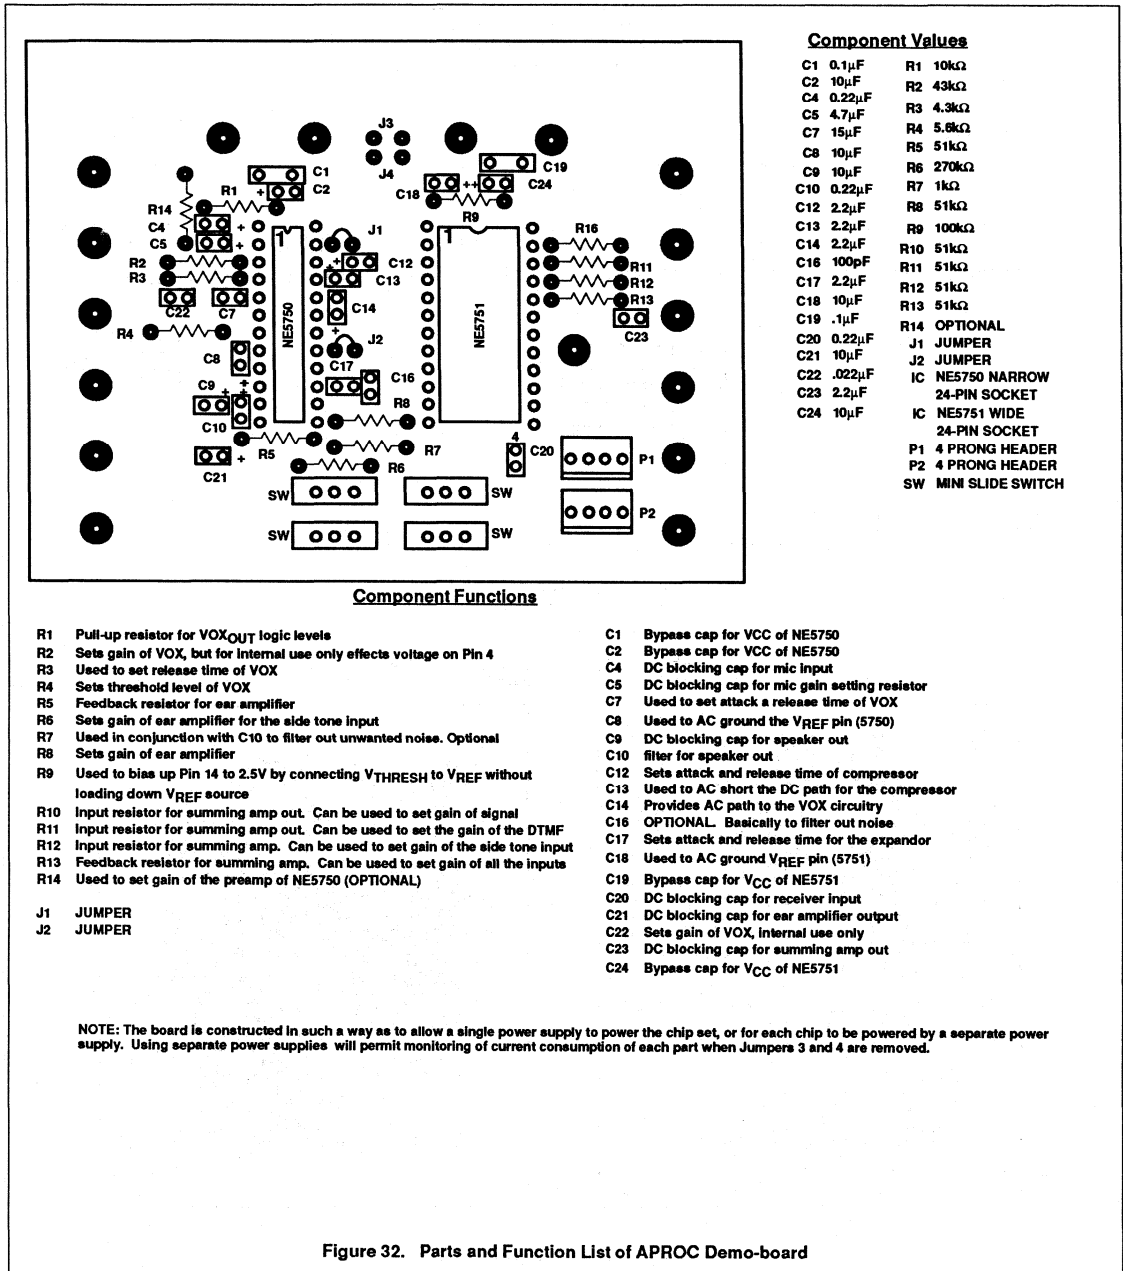 J3
J4
C1
C2
C19
C24
C18
++
R1
+
R9
R14
C4
+
C5
+
R2
R3
C22
C7
R4
1
NE5750
J1
++
C12
C13
C14
+
J2
C17
C16
R8
R7
R6
R5
C8
+
C9
++
C10
C21
+
1
NE5751
R16
R11
R12
R13
C23
4
C20
P1
P2
SW
SW
SW
SW
Component Values
C1 0.1µF
C2 10µF
C4 0.22µF
C5 4.7µF
C7 15µF
C8 10µF
C9 10µF
C10 0.22µF
C12 2.2µF
C13 2.2µF
C14 2.2µF
C16 100pF
C17 2.2µF
C18 10µF
C19 .1µF
C20 0.22µF
C21 10µF
C22 .022µF
C23 2.2µF
C24 10µF
R1 10kΩ
R2 43kΩ
R3 4.3kΩ
R4 5.6kΩ
R5 51kΩ
R6 270kΩ
R7 1kΩ
R8 51kΩ
R9 100kΩ
R10 51kΩ
R11 51kΩ
R12 51kΩ
R13 51kΩ
R14 OPTIONAL
J1 JUMPER
J2 JUMPER
IC NE5750 NARROW
24-PIN SOCKET
IC NE5751 WIDE
24-PIN SOCKET
P1 4 PRONG HEADER
P2 4 PRONG HEADER
SW MINI SLIDE SWITCH
Component Functions
R1 Pull-up resistor for VOXOUT logic levels
R2 Sets gain of VOX, but for internal use only effects voltage on Pin 4
R3 Used to set release time of VOX
R4 Sets threshold level of VOX
R5 Feedback resistor for ear amplifier
R6 Sets gain of ear amplifier for the side tone input
R7 Used in conjunction with C10 to filter out unwanted noise. Optional
R8 Sets gain of ear amplifier
R9 Used to bias up Pin 14 to 2.5V by connecting VTHRESH to VREF without
loading down VREF source
R10 Input resistor for summing amp out. Can be used to set gain of signal
R11 Input resistor for summing amp out. Can be used to set the gain of the DTMF
R12 Input resistor for summing amp. Can be used to set gain of the side tone input
R13 Feedback resistor for summing amp. Can be used to set gain of all the inputs
R14 Used to set gain of the preamp of NE5750 (OPTIONAL)
J1 JUMPER
J2 JUMPER
C1 Bypass cap for VCC of NE5750
C2 Bypass cap for VCC of NE5750
C4 DC blocking cap for mic input
C5 DC blocking cap for mic gain setting resistor
C7 Used to set attack a release time of VOX
C8 Used to AC ground the VREF pin (5750)
C9 DC blocking cap for speaker out
C10 filter for speaker out
C12 Sets attack and release time of compressor
C13 Used to AC short the DC path for the compressor
C14 Provides AC path to the VOX circuitry
C16 OPTIONAL. Basically to filter out noise
C17 Sets attack and release time for the expandor
C18 Used to AC ground VREF pin (5751)
C19 Bypass cap for VCC of NE5751
C20 DC blocking cap for receiver input
C21 DC blocking cap for ear amplifier output
C22 Sets gain of VOX, internal use only
C23 DC blocking cap for summing amp out
C24 Bypass cap for VCC of NE5751
NOTE: The board is constructed in such a way as to allow a single power supply to power the chip set, or for each chip to be powered by a separate power
supply. Using separate power supplies will permit monitoring of current consumption of each part when Jumpers 3 and 4 are removed.
Figure 32. Parts and Function List of APROC Demo-board